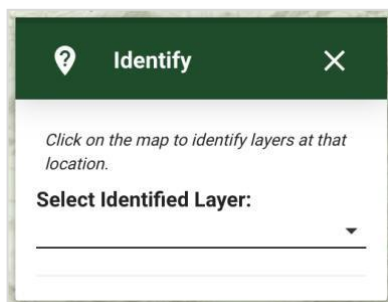 Identify
Click on the map to identify layers at that
location.
Select Identified Layer: